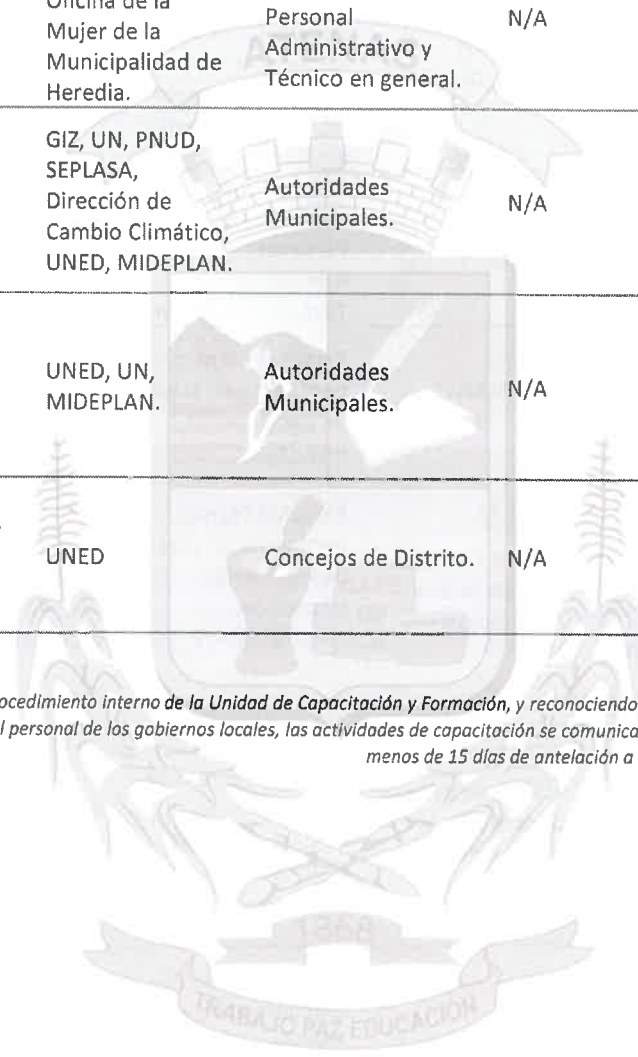 Oficina de la
Mujer de la
Municipalidad de
Heredia.
Personal
Administrativo y
Técnico en general.
N/A
GIZ, UN, PNUD,
SEPLASA,
Dirección de
Cambio Climático,
UNED, MIDEPLAN.
Autoridades
Municipales.
N/A
UNED, UN,
MIDEPLAN.
Autoridades
Municipales.
N/A
UNED
Concejos de Distrito.
N/A
ocedimiento interno de la Unidad de Capacitación y Formación, y reconociendo
l personal de los gobiernos locales, las actividades de capacitación se comunica
menos de 15 días de antelación a
ATENAS
1868
TRABAJO PAZ EDUCACIÓN